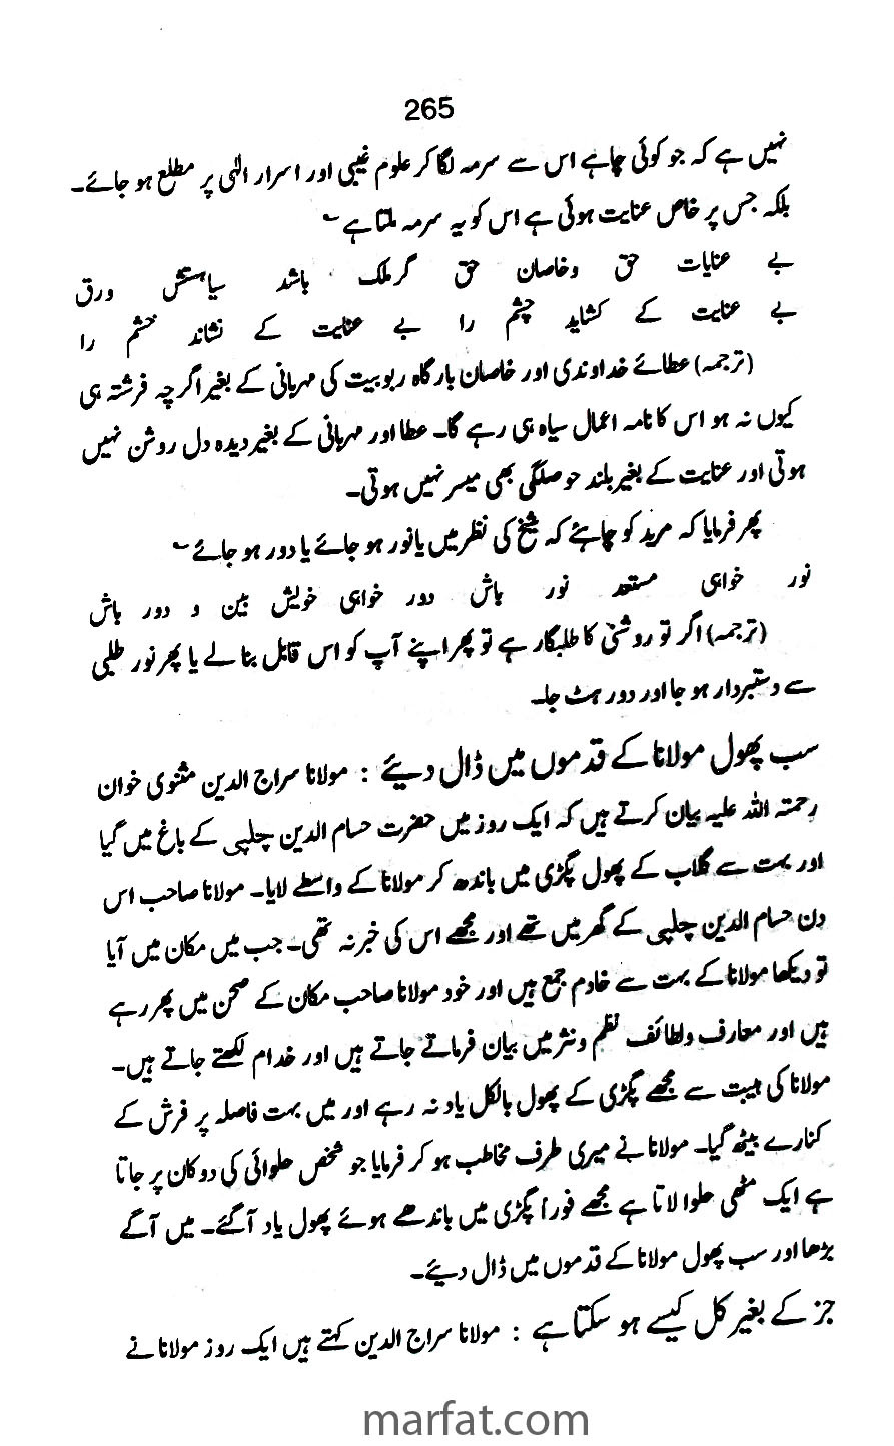 265
نہیں ہے کہ جو کوئی چاہے اس سے سرمہ لگا کر علوم غیبی اور اسرار الٰہی پر مطلع ہو جائے۔
بلکہ جس پر خاص عنایت ہوئی ہے اس کو یہ سرمہ ملتا ہے ؎
بے عنایات حق و خاصان حق گر ملک باشد سیاہستش ورق
بے عنایت کے کشاید چشم را بے عنایت کے نشاند خشم را
(ترجمہ) عطائے خداوندی اور خاصان بارگاہ ربوبیت کی مہربانی کے بغیر اگرچہ فرشتہ ہی
کیوں نہ ہو اس کا نامہ اعمال سیاہ ہی رہے گا۔ عطا اور مہربانی کے بغیر دیدہ دل روشن نہیں
ہوتی اور عنایت کے بغیر بلند حوصلگی بھی میسر نہیں ہوتی۔
پھر فرمایا کہ مرید کو چاہئے کہ شیخ کی نظر میں یا نور ہو جائے یا دور ہو جائے ؎
نور خواہی مستعد نور باش دور خواہی خویش بین و دور باش
(ترجمہ) اگر تو روشنی کا طلبگار ہے تو پھر اپنے آپ کو اس قابل بنا لے یا پھر نور طلبی
سے دستبردار ہو جا اور دور ہٹ جا۔
سب پھول مولانا کے قدموں میں ڈال دیئے : مولانا سراج الدین مثنوی خوان
رحمتہ اللہ علیہ بیان کرتے ہیں کہ ایک روز میں حضرت حسام الدین چلپی کے باغ میں گیا
اور بہت سے گلاب کے پھول پگڑی میں باندھ کر مولانا کے واسطے لایا۔ مولانا صاحب اس
دن حسام الدین چلپی کے گھر میں تھے اور مجھے اس کی خبر نہ تھی۔ جب میں مکان میں آیا
تو دیکھا مولانا کے بہت سے خادم جمع ہیں اور خود مولانا صاحب مکان کے صحن میں پھر رہے
ہیں اور معارف و لطائف نظم و نثر میں بیان فرماتے جاتے ہیں اور خدام لکھتے جاتے ہیں۔
مولانا کی ہیبت سے مجھے پگڑی کے پھول بالکل یاد نہ رہے اور میں بہت فاصلہ پر فرش کے
کنارے بیٹھ گیا۔ مولانا نے میری طرف مخاطب ہو کر فرمایا جو شخص حلوائی کی دوکان پر جاتا
ہے ایک مٹھی حلوا لاتا ہے مجھے فوراً پگڑی میں باندھے ہوئے پھول یاد آگئے۔ میں آگے
بڑھا اور سب پھول مولانا کے قدموں میں ڈال دیئے۔
جز کے بغیر کل کیسے ہو سکتا ہے : مولانا سراج الدین کہتے ہیں ایک روز مولانا نے
marfat.com